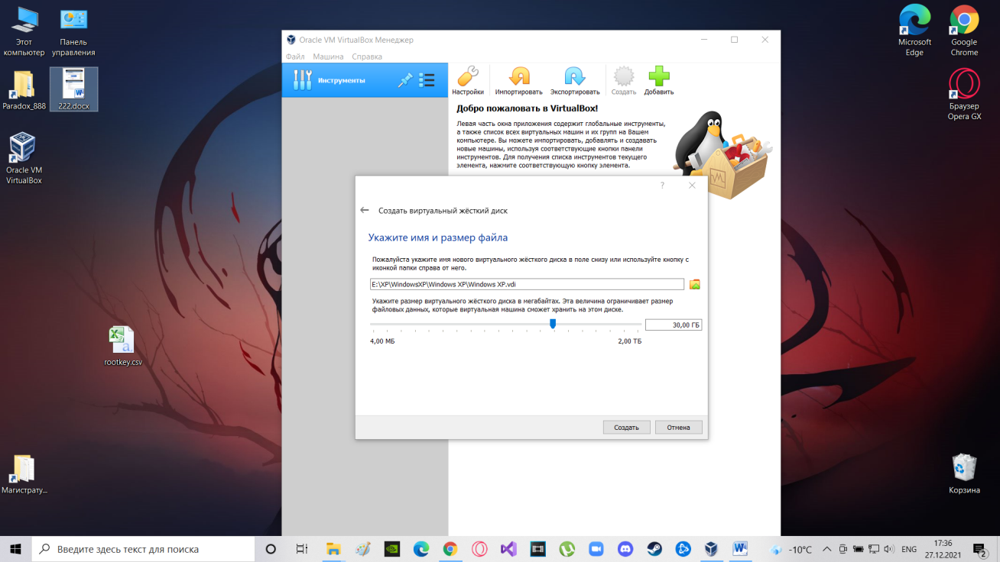 Этот
компьютер
Панель
управления
Paradox_888
222.docx
Oracle VM
VirtualBox
rootkey.csv
Магистрату...
Oracle VM VirtualBox Менеджер
Файл Машина Справка
Инструменты
Настройки Импортировать Экспортировать Создать Добавить
Добро пожаловать в VirtualBox!
Левая часть окна приложения содержит глобальные инструменты,
а также список всех виртуальных машин и их групп на Вашем
компьютере. Вы можете импортировать, добавлять и создавать
новые машины, используя соответствующие кнопки панели
инструментов. Для получения списка инструментов текущего
элемента, нажмите соответствующую кнопку элемента.
?
Создать виртуальный жёсткий диск
Укажите имя и размер файла
Пожалуйста укажите имя нового виртуального жёсткого диска в поле снизу или используйте кнопку с
иконкой папки справа от него.
E:\XP\WindowsXP\Windows XP\Windows XP.vdi
Укажите размер виртуального жёсткого диска в мегабайтах. Эта величина ограничивает размер
файловых данных, которые виртуальная машина сможет хранить на этом диске.
30,00 ГБ
4,00 МБ 2,00 ТБ
Создать Отмена
Microsoft
Edge
Google
Chrome
Браузер
Opera GX
Корзина
Введите здесь текст для поиска
-10°C
ENG
17:36
27.12.2021
2